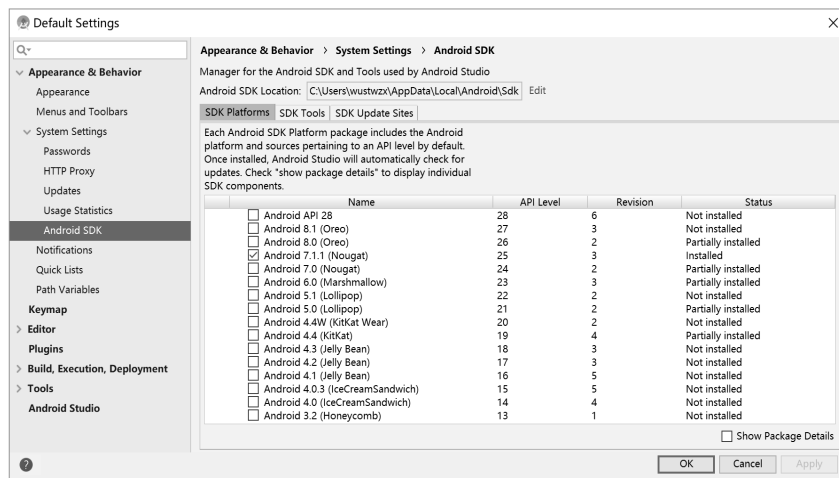 Default Settings
Appearance & Behavior
Appearance
Menus and Toolbars
System Settings
Passwords
HTTP Proxy
Updates
Usage Statistics
Android SDK
Notifications
Quick Lists
Path Variables
Keymap
Editor
Plugins
Build, Execution, Deployment
Tools
Android Studio
Appearance & Behavior > System Settings > Android SDK
Manager for the Android SDK and Tools used by Android Studio
Android SDK Location: C:\Users\wustwzx\AppData\Local\Android\Sdk Edit
SDK Platforms SDK Tools SDK Update Sites
Each Android SDK Platform package includes the Android
platform and sources pertaining to an API level by default.
Once installed, Android Studio will automatically check for
updates. Check "show package details" to display individual
SDK components.
Name API Level Revision Status
Android API 28 28 6 Not installed
Android 8.1 (Oreo) 27 3 Not installed
Android 8.0 (Oreo) 26 2 Partially installed
Android 7.1.1 (Nougat) 25 3 Installed
Android 7.0 (Nougat) 24 2 Partially installed
Android 6.0 (Marshmallow) 23 3 Partially installed
Android 5.1 (Lollipop) 22 2 Not installed
Android 5.0 (Lollipop) 21 2 Partially installed
Android 4.4W (KitKat Wear) 20 2 Not installed
Android 4.4 (KitKat) 19 4 Partially installed
Android 4.3 (Jelly Bean) 18 3 Not installed
Android 4.2 (Jelly Bean) 17 3 Not installed
Android 4.1 (Jelly Bean) 16 5 Not installed
Android 4.0.3 (IceCreamSandwich) 15 5 Not installed
Android 4.0 (IceCreamSandwich) 14 4 Not installed
Android 3.2 (Honeycomb) 13 1 Not installed
Show Package Details
? OK Cancel Apply